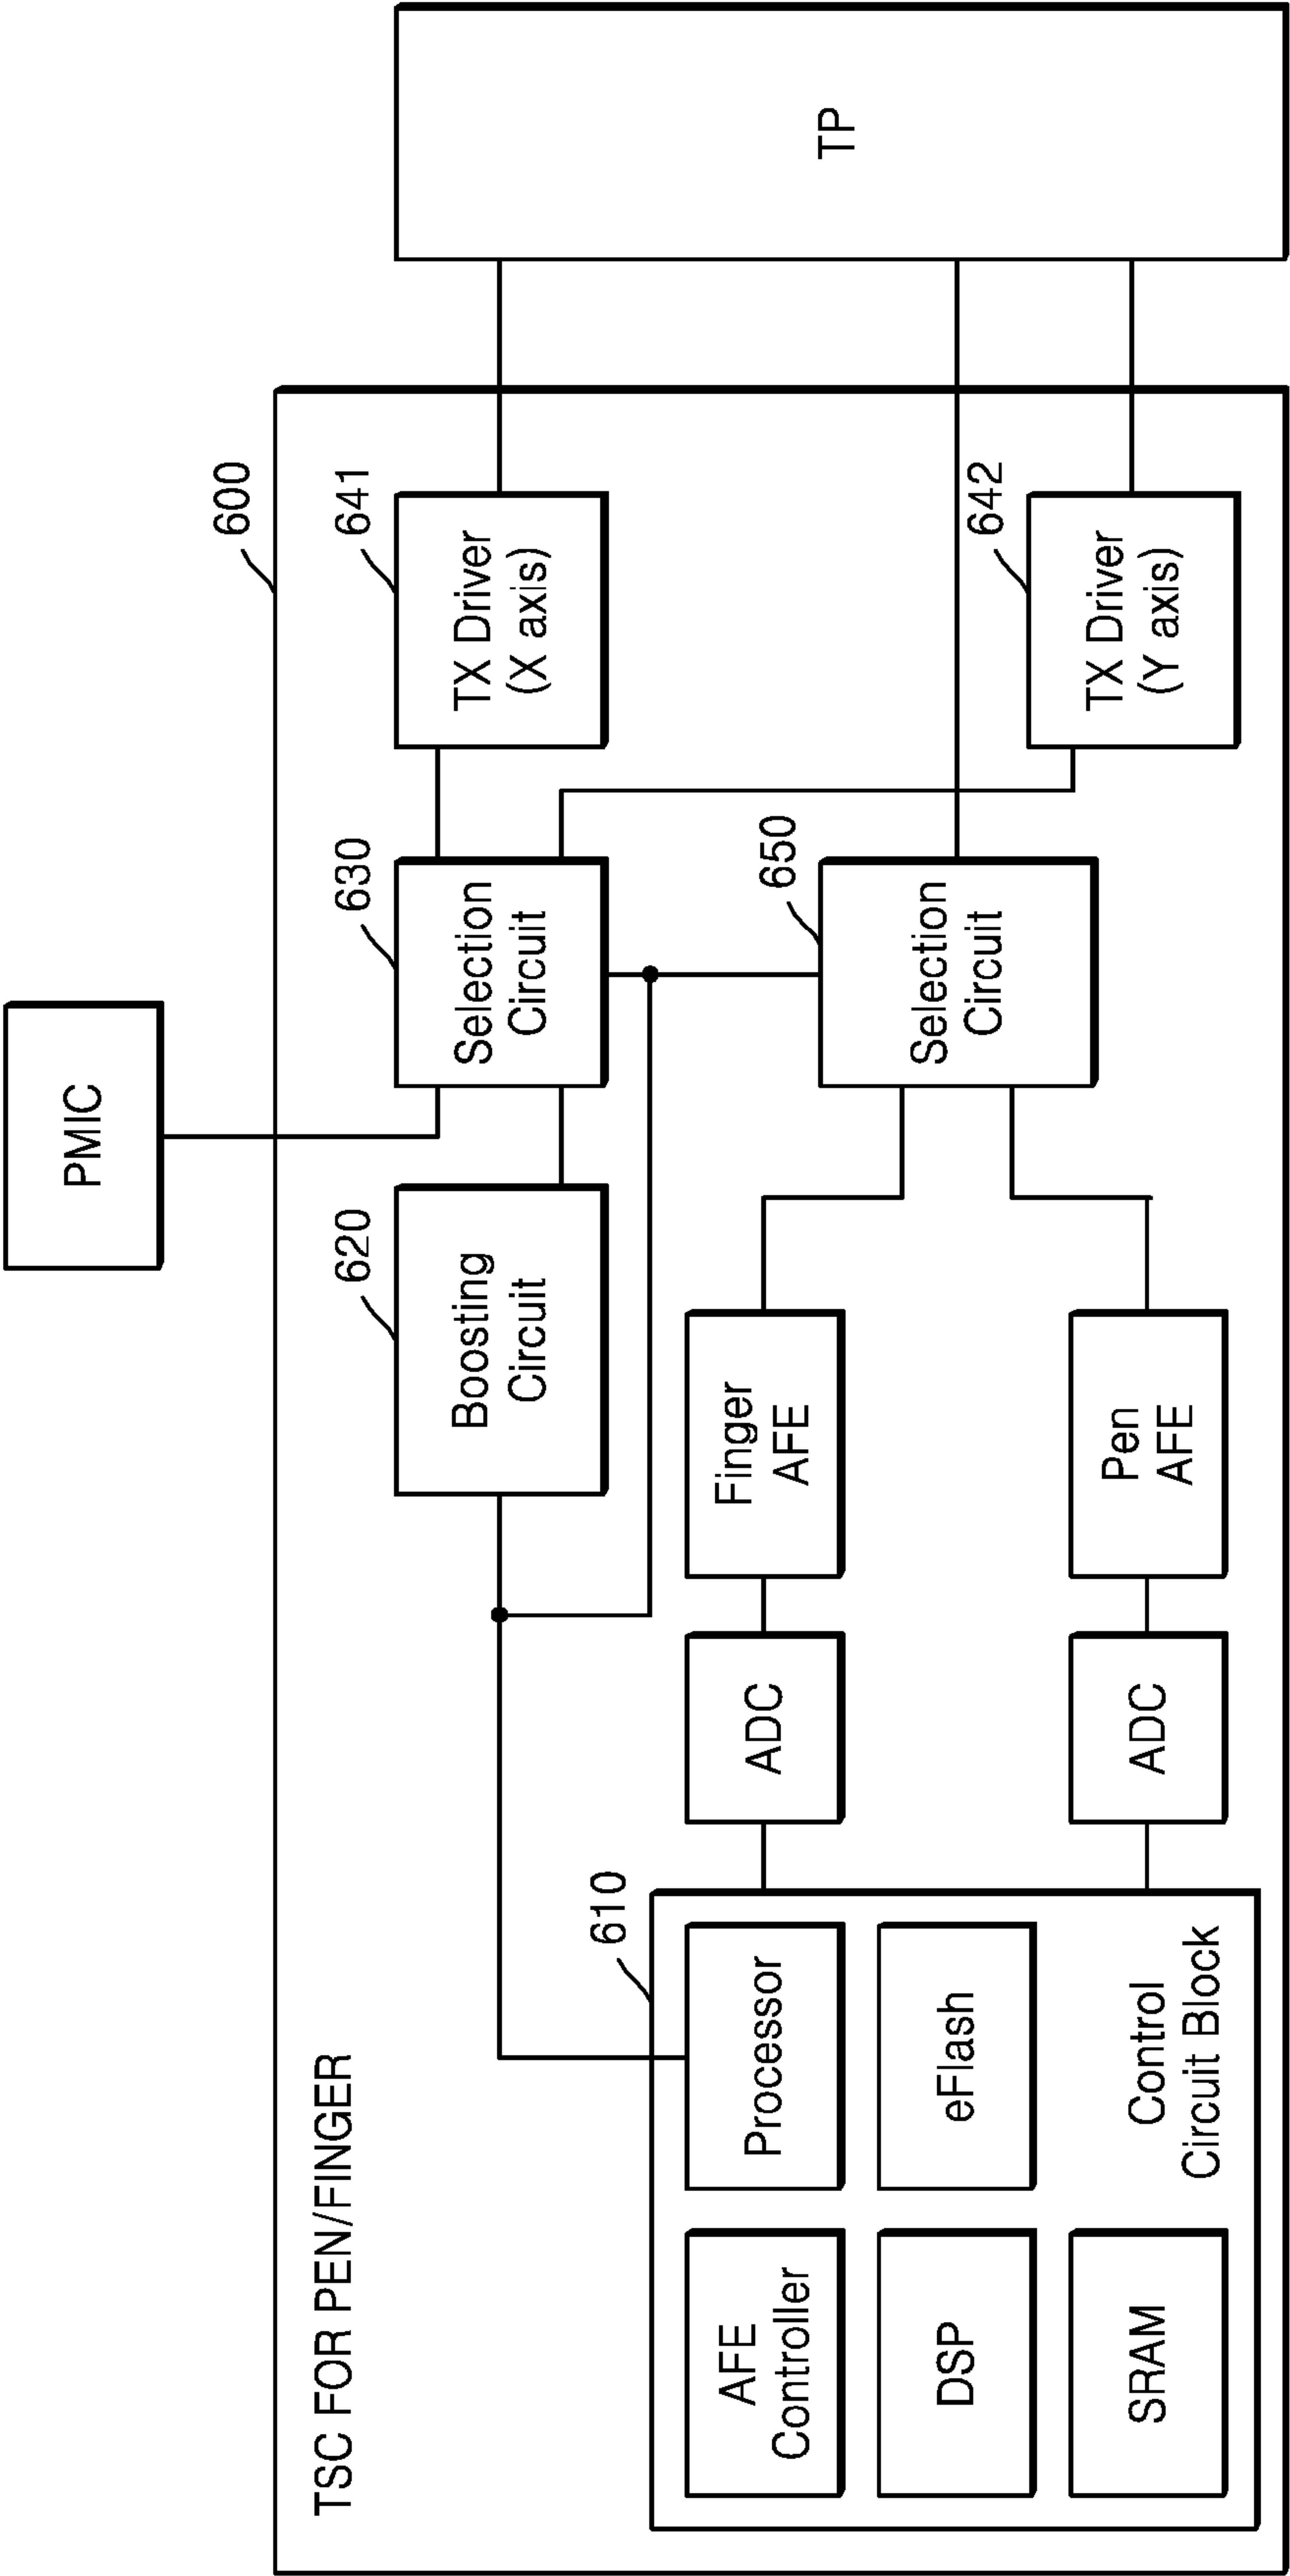 PMIC
600
TSC FOR PEN/FINGER
620
Boosting
Circuit
630
Selection
Circuit
641
TX Driver
(X axis)
TP
610
AFE
Controller
Processor
DSP
eFlash
SRAM
Control
Circuit Block
ADC
Finger
AFE
ADC
Pen
AFE
650
Selection
Circuit
642
TX Driver
(Y axis)